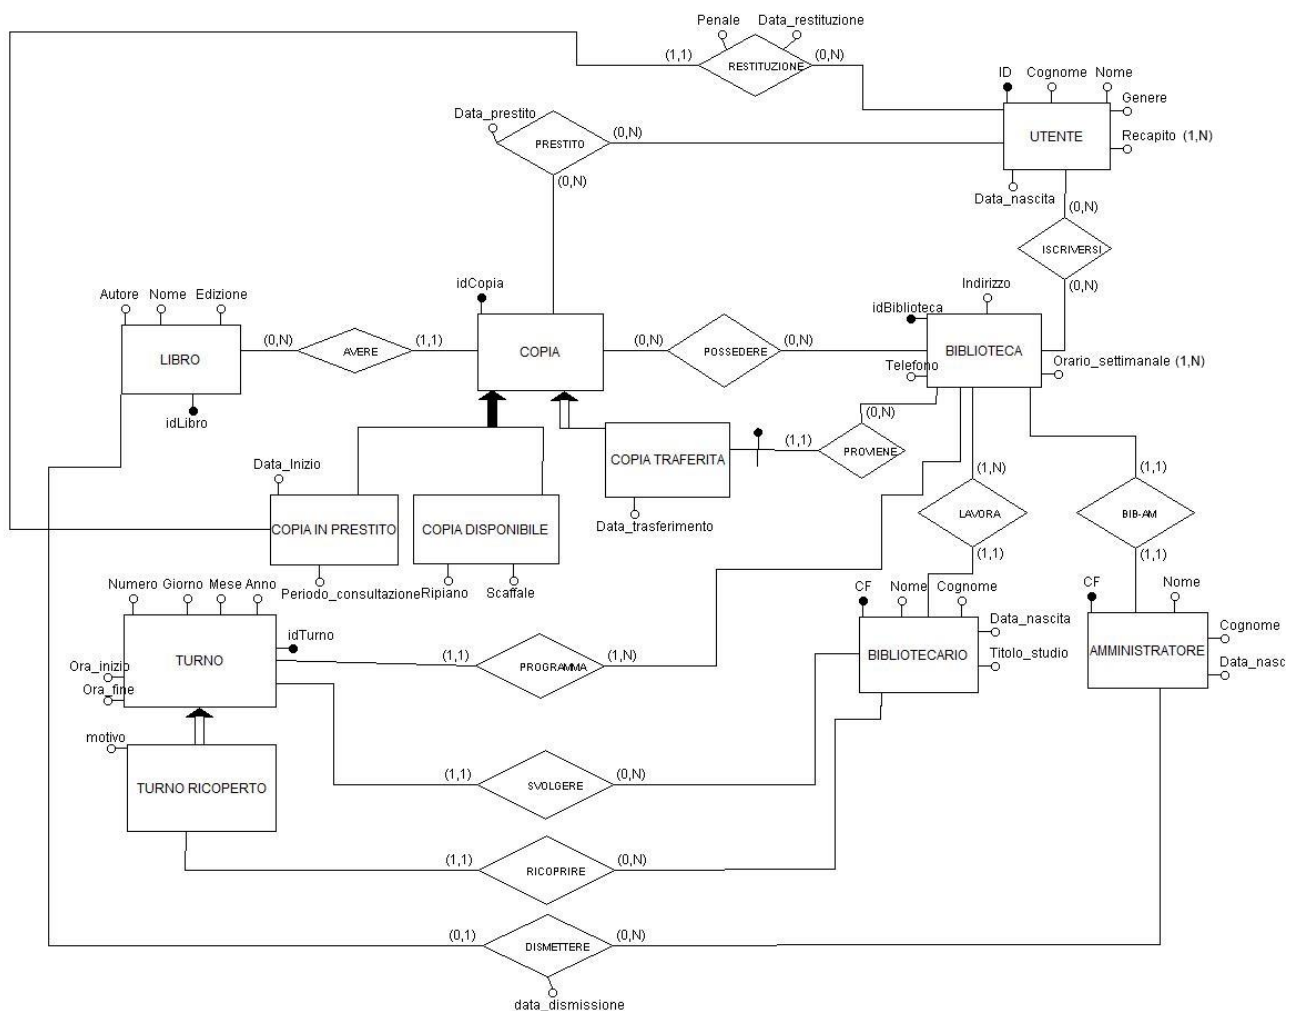 Penale Data_restituzione
(1,1) RESTITUZIONE (0,N)
ID Cognome Nome
Genere
UTENTE
Recapito (1,N)
Data_nascita
Data_prestito
PRESTITO (0,N)
(0,N)
(0,N)
ISCRIVERSI
(0,N)
Autore Nome Edizione
LIBRO
idLibro
(0,N) AVERE (1,1)
idCopia
COPIA
(0,N) POSSEDERE (0,N)
Indirizzo
idBiblioteca
BIBLIOTECA
Telefono
Orario_settimanale (1,N)
(0,N)
PROVIENE
(1,1)
COPIA TRAFERITA
Data_trasferimento
Data_Inizio
COPIA IN PRESTITO
Periodo_consultazione
COPIA DISPONIBILE
Ripiano Scaffale
(1,N)
LAVORA
(1,1)
(1,1)
BIB-AM
(1,1)
Numero Giorno Mese Anno
idTurno
TURNO
Ora_inizio
Ora_fine
(1,1) PROGRAMMA (1,N)
CF Nome Cognome
Data_nascita
BIBLIOTECARIO
Titolo_studio
CF Nome
Cognome
AMMINISTRATORE
Data_nasc
motivo
TURNO RICOPERTO
(1,1) SVOLGERE (0,N)
(1,1) RICOPRIRE (0,N)
(0,1) DISMETTERE (0,N)
data_dismissione